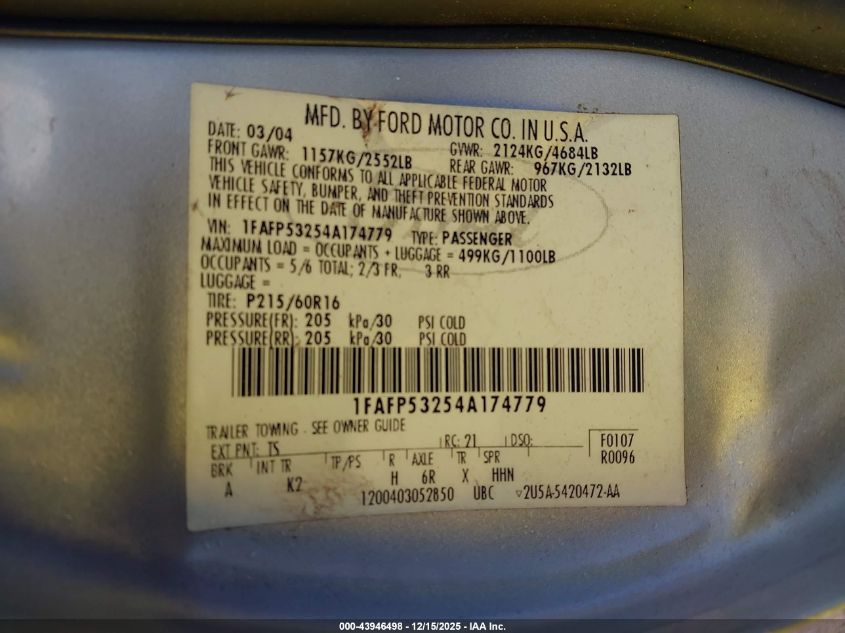 MFD. BY FORD MOTOR CO. IN U.S.A.
DATE: 03/04 GVWR: 2124KG/4684LB
FRONT GAWR: 1157KG/2552LB REAR GAWR: 967KG/2132LB
THIS VEHICLE CONFORMS TO ALL APPLICABLE FEDERAL MOTOR
VEHICLE SAFETY, BUMPER, AND THEFT PREVENTION STANDARDS
IN EFFECT ON THE DATE OF MANUFACTURE SHOWN ABOVE.
VIN: 1FAFP53254A174779 TYPE: PASSENGER
MAXIMUM LOAD = OCCUPANTS + LUGGAGE = 499KG/1100LB
OCCUPANTS = 5/6 TOTAL; 2/3 FR, 3 RR
LUGGAGE =
TIRE: P215/60R16
PRESSURE(FR): 205 kPa/30 PSI COLD
PRESSURE(RR): 205 kPa/30 PSI COLD
1FAFP53254A174779
TRAILER TOWING - SEE OWNER GUIDE
EXT PNT: TS RC: 21 DSO: F0107
BRK INT TR TP/PS R AXLE TR SPR R0096
A K2 H 6R X HHN
1200403052850 UBC ▽2U5A-5420472-AA
000-43946498 - 12/15/2025 - IAA Inc.